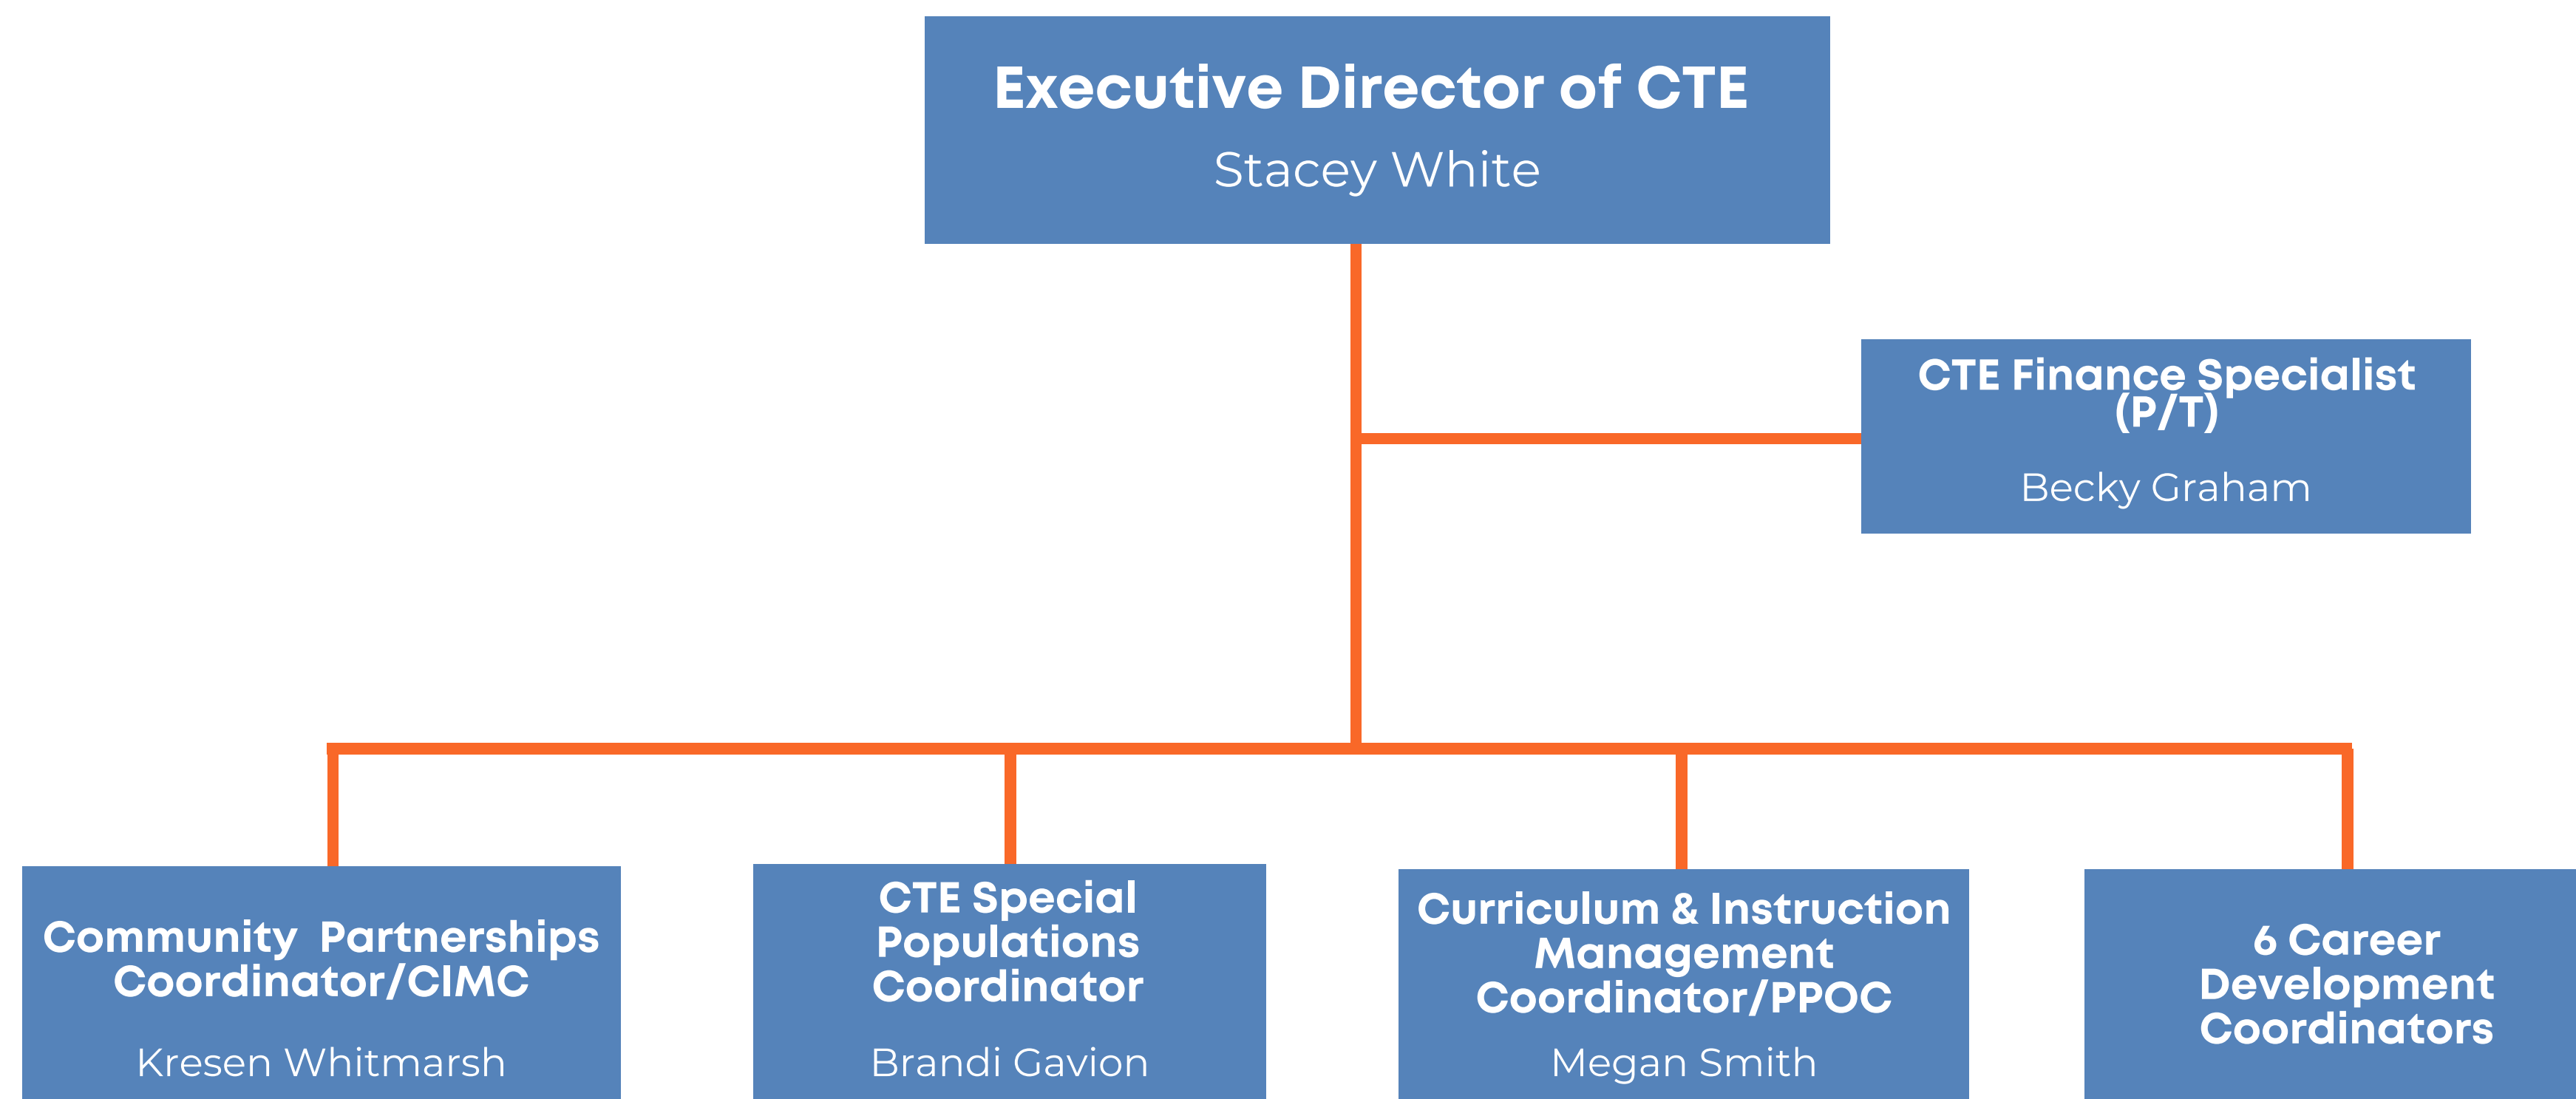 Executive Director of CTE
Stacey White
CTE Finance Specialist
(P/T)
Becky Graham
Community Partnerships
Coordinator/CIMC
Kresen Whitmarsh
CTE Special
Populations
Coordinator
Brandi Gavion
Curriculum & Instruction
Management
Coordinator/PPOC
Megan Smith
6 Career
Development
Coordinators